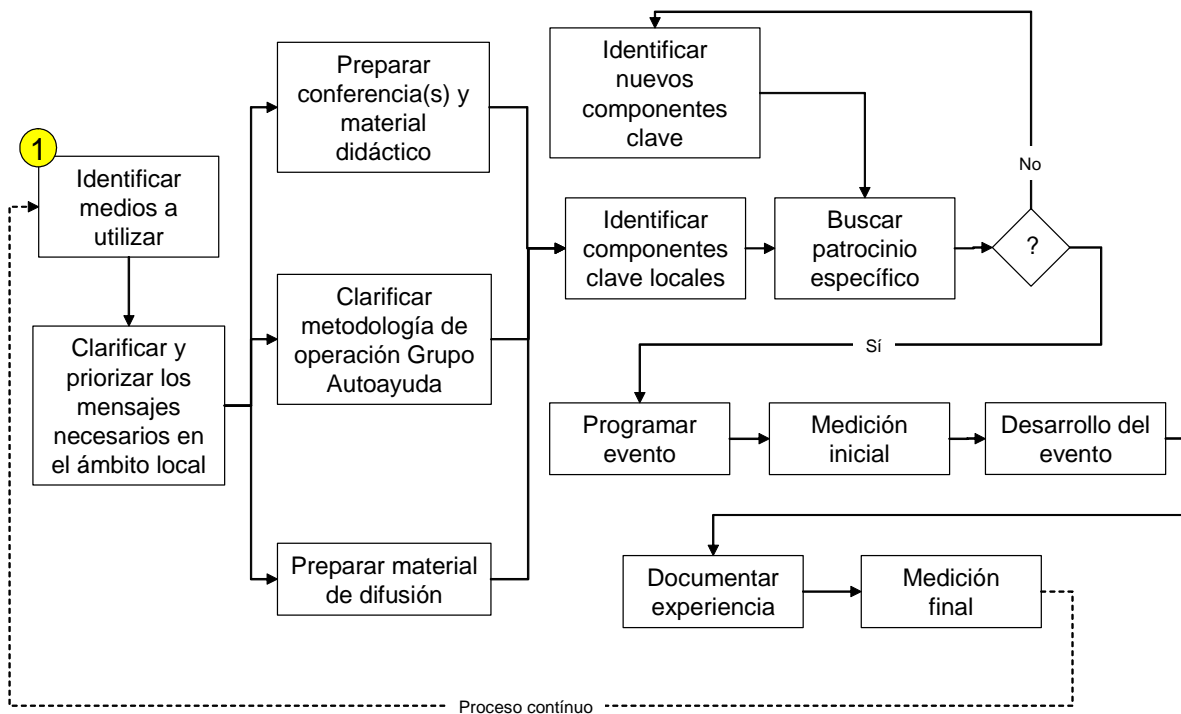 1
Identificar
medios a
utilizar
Clarificar y
priorizar los
mensajes
necesarios en
el ámbito local
Preparar
conferencia(s) y
material
didáctico
Clarificar
metodología de
operación Grupo
Autoayuda
Preparar material
de difusión
Identificar
nuevos
componentes
clave
Identificar
componentes
clave locales
Buscar
patrocinio
específico
?
No
Sí
Programar
evento
Medición
inicial
Desarrollo del
evento
Documentar
experiencia
Medición
final
Proceso contínuo